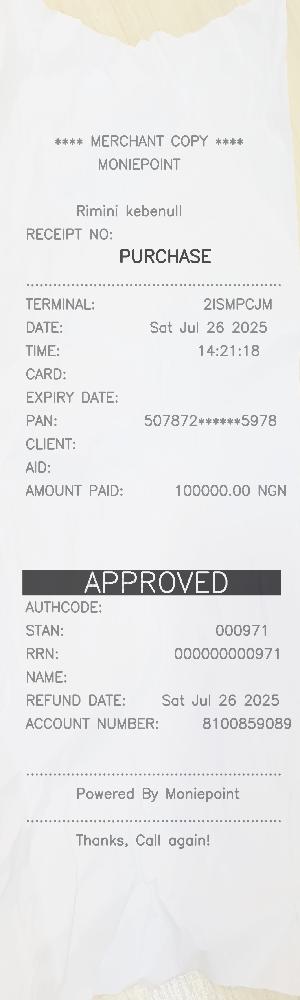 **** MERCHANT COPY ****
MONIEPOINT
Rimini kebenull
RECEIPT NO:
PURCHASE
TERMINAL: 2ISMPCJM
DATE: Sat Jul 26 2025
TIME: 14:21:18
CARD:
EXPIRY DATE:
PAN: 507872******5978
CLIENT:
AID:
AMOUNT PAID: 100000.00 NGN
APPROVED
AUTHCODE:
STAN: 000971
RRN: 000000000971
NAME:
REFUND DATE: Sat Jul 26 2025
ACCOUNT NUMBER: 8100859089
Powered By Moniepoint
Thanks, Call again!